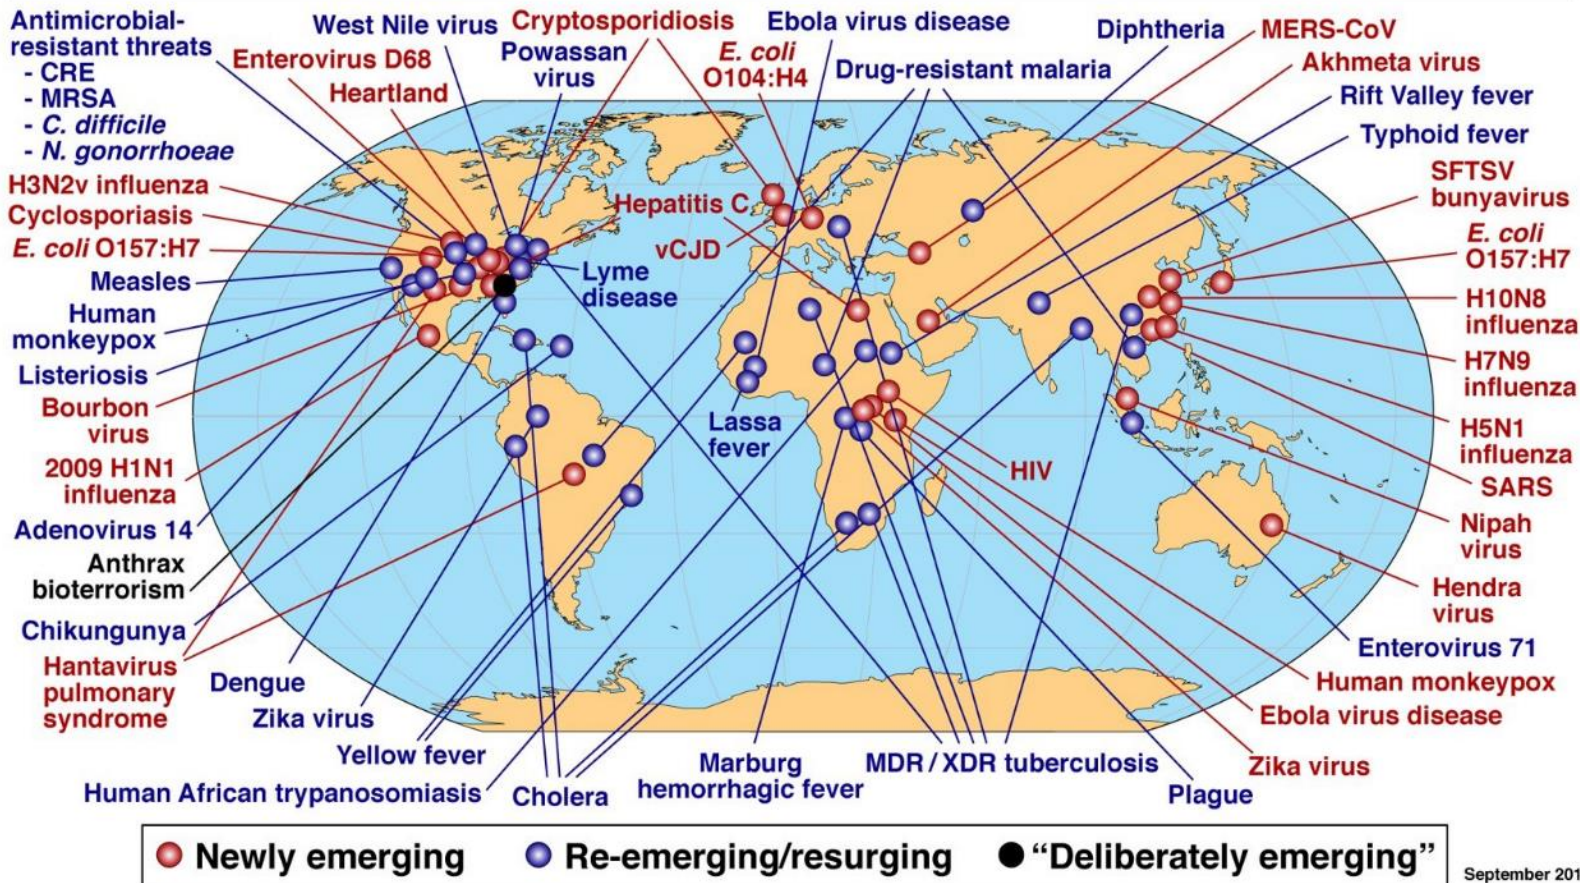 Antimicrobial-
resistant threats
- CRE
- MRSA
- C. difficile
- N. gonorrhoeae
West Nile virus
Cryptosporidiosis
Ebola virus disease
Diphtheria
MERS-CoV
Enterovirus D68
Powassan
virus
E. coli
O104:H4
Drug-resistant malaria
Akhmeta virus
Heartland
Rift Valley fever
Typhoid fever
H3N2v influenza
Cyclosporiasis
E. coli O157:H7
Measles
Human
monkeypox
Listeriosis
Bourbon
virus
2009 H1N1
influenza
Adenovirus 14
Anthrax
bioterrorism
Chikungunya
Hantavirus
pulmonary
syndrome
Hepatitis C
vCJD
Lyme
disease
Lassa
fever
HIV
SFTSV
bunyavirus
E. coli
O157:H7
H10N8
influenza
H7N9
influenza
H5N1
influenza
SARS
Nipah
virus
Hendra
virus
Enterovirus 71
Human monkeypox
Ebola virus disease
Zika virus
Dengue
Zika virus
Yellow fever
Human African trypanosomiasis
Cholera
Marburg
hemorrhagic fever
MDR / XDR tuberculosis
Plague
Newly emerging
Re-emerging/resurging
“Deliberately emerging”
September 201